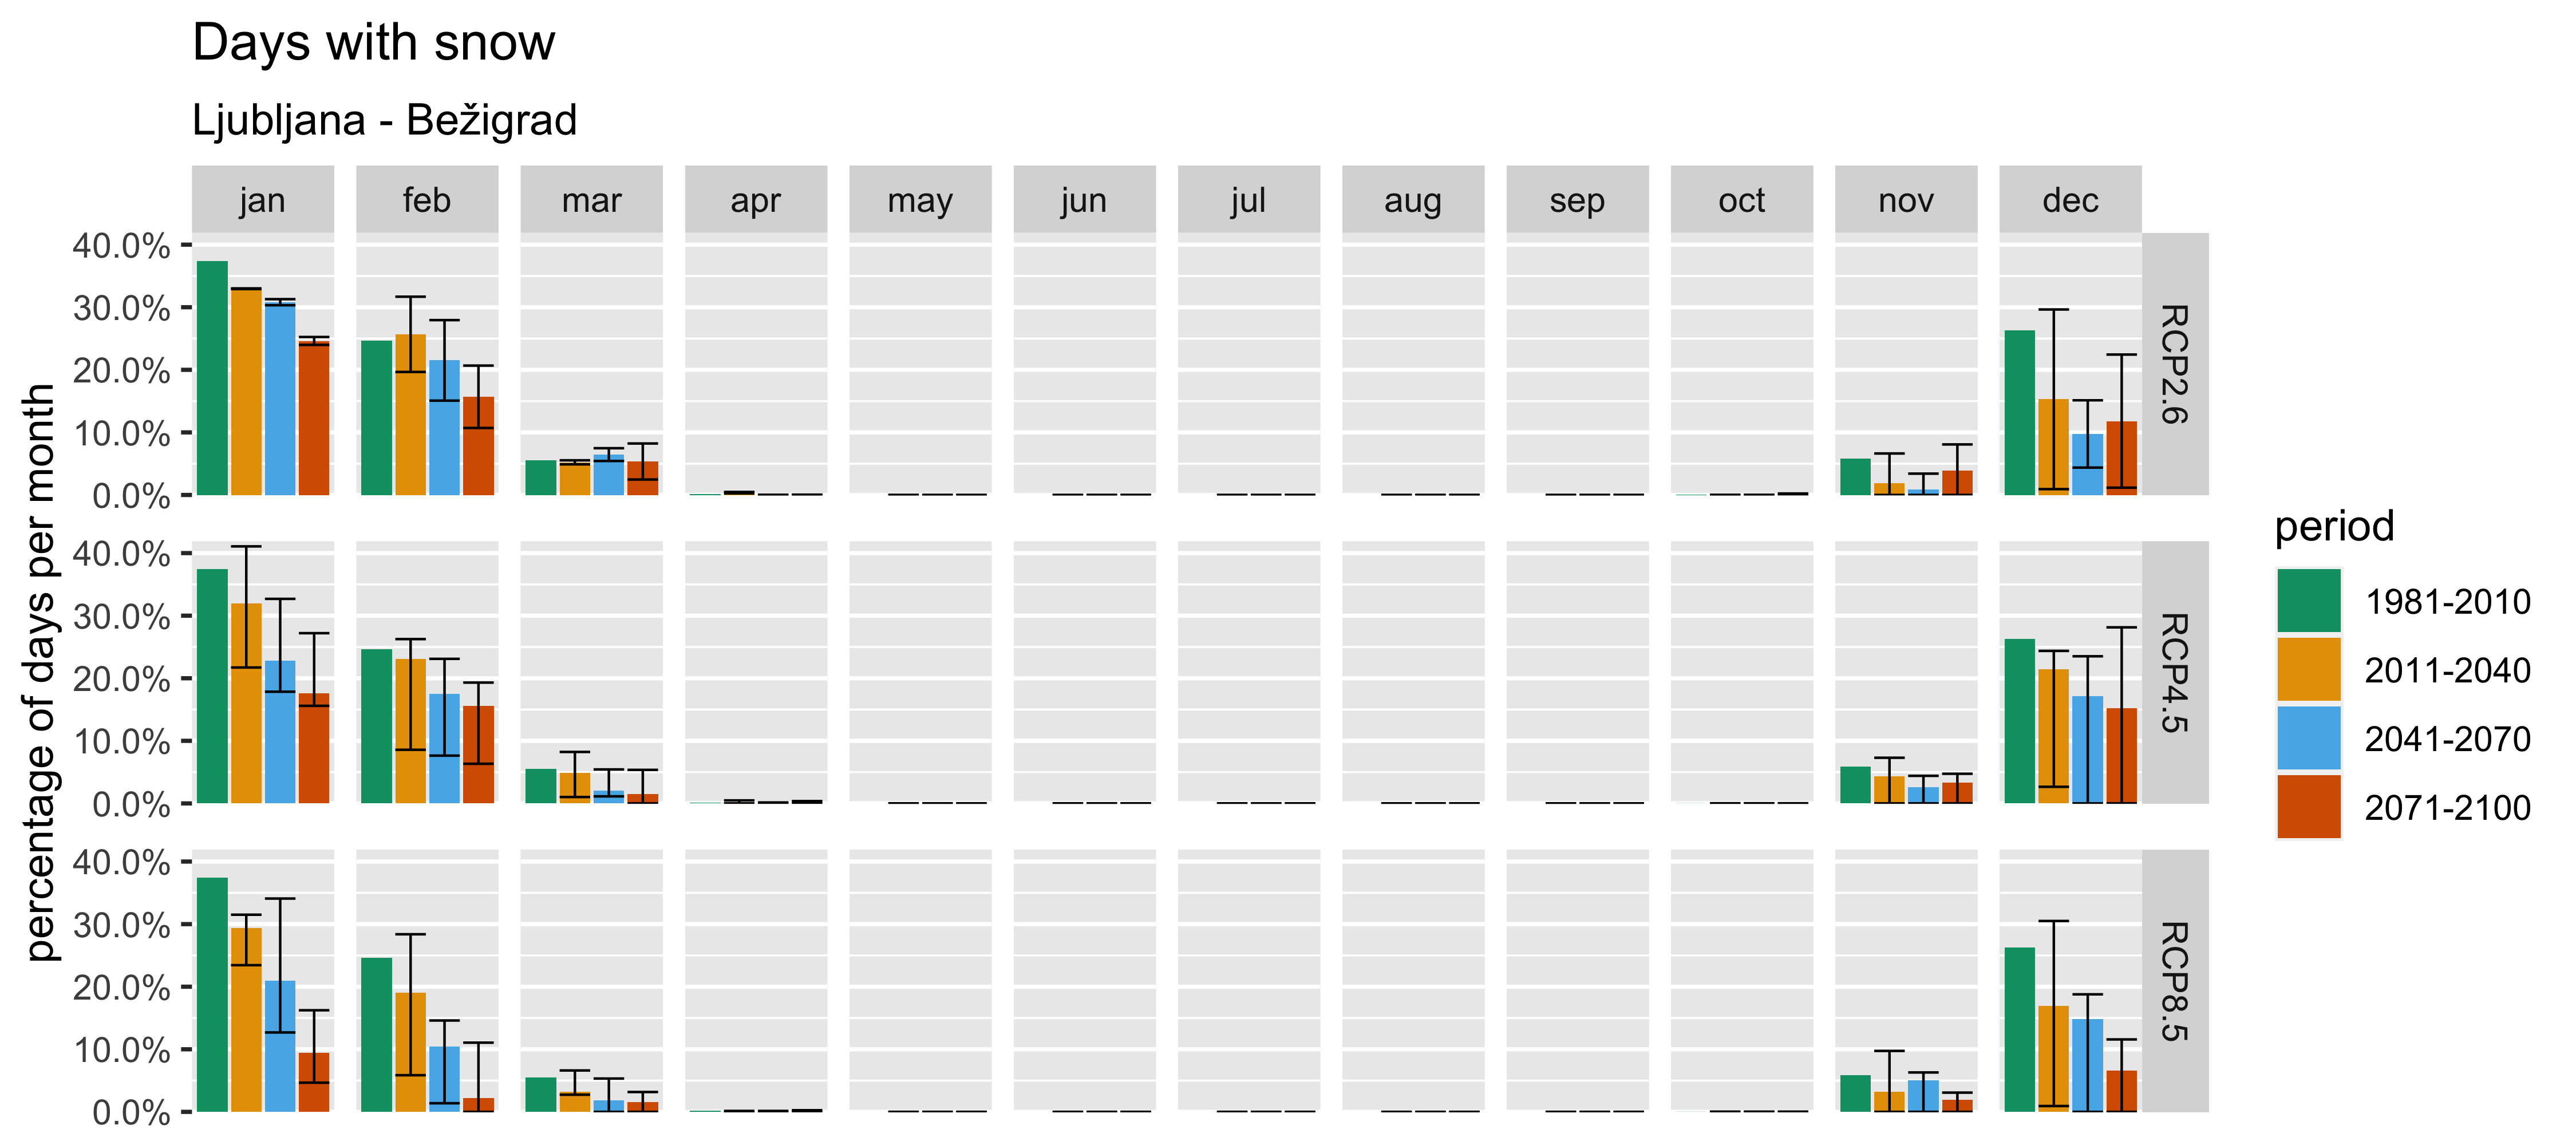 Days with snow
Ljubljana - Bežigrad
jan feb mar apr may jun jul aug sep oct nov dec
percentage of days per month
40.0%
30.0%
20.0%
10.0%
0.0%
RCP2.6
40.0%
30.0%
20.0%
10.0%
0.0%
RCP4.5
40.0%
30.0%
20.0%
10.0%
0.0%
RCP8.5
period
1981-2010
2011-2040
2041-2070
2071-2100